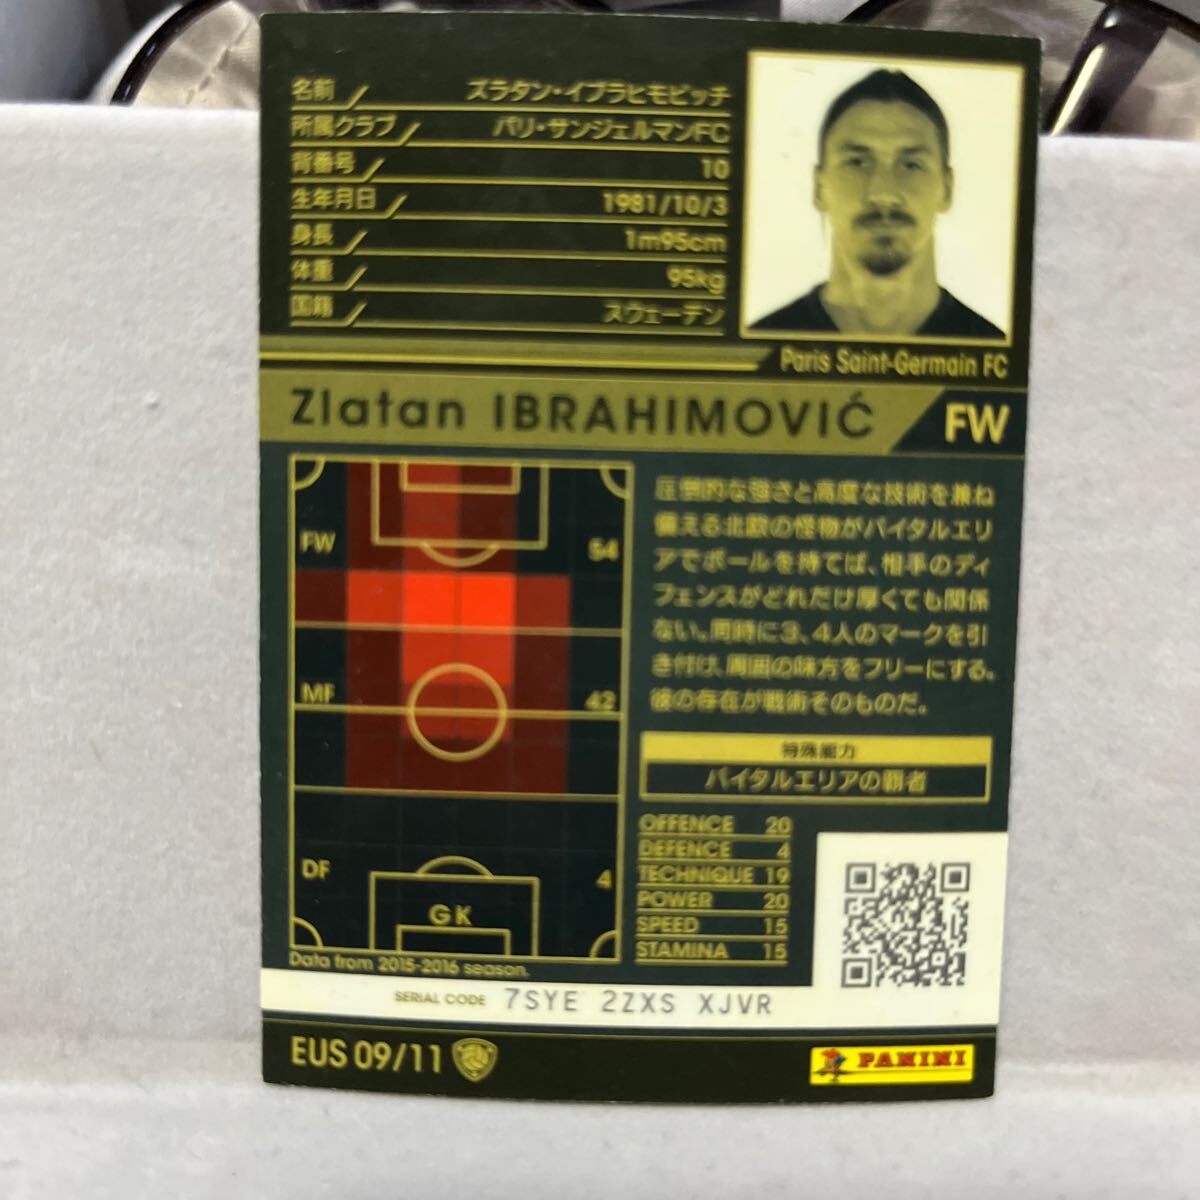 名前 ズラタン・イブラヒモビッチ
所属クラブ パリ・サンジェルマンFC
背番号 10
生年月日 1981/10/3
身長 1m95cm
体重 95kg
国籍 スウェーデン
Paris Saint-Germain FC
Zlatan IBRAHIMOVIĆ FW
FW 54
MF 42
DF 4
GK
Data from 2015-2016 season.
圧倒的な強さと高度な技術を兼ね
備える北欧の怪物がバイタルエリ
アでボールを持てば、相手のディ
フェンスがどれだけ厚くても関係
ない。同時に3、4人のマークを引
き付け、周囲の味方をフリーにする。
彼の存在が戦術そのものだ。
特殊能力
バイタルエリアの覇者
OFFENCE 20
DEFENCE 4
TECHNIQUE 19
POWER 20
SPEED 15
STAMINA 15
SERIAL CODE 7SYE 2ZXS XJVR
EUS 09/11
PANINI